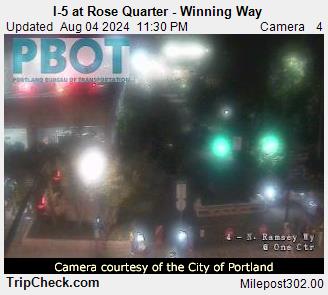 I-5 at Rose Quarter - Winning Way
Updated Aug 04 2024 11:30 PM Camera 4
PBOT
PORTLAND BUREAU OF TRANSPORTATION
4 - N. Ramsey Wy
@ One Ctr
Camera courtesy of the City of Portland
TripCheck.com Milepost302.00